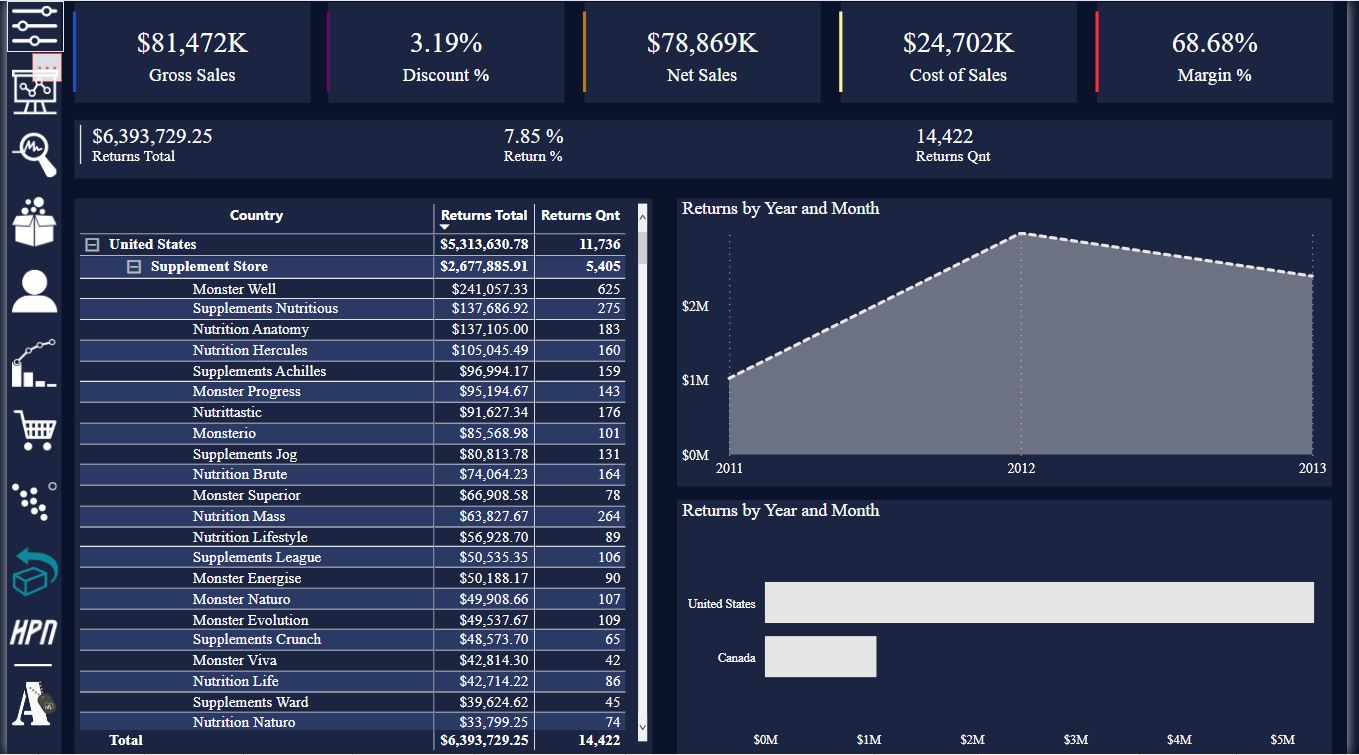 $81,472K
Gross Sales
3.19%
Discount %
$78,869K
Net Sales
$24,702K
Cost of Sales
68.68%
Margin %
$6,393,729.25
Returns Total
7.85 %
Return %
14,422
Returns Qnt
Country Returns Total Returns Qnt
United States $5,313,630.78 11,736
Supplement Store $2,677,885.91 5,405
Monster Well $241,057.33 625
Supplements Nutritious $137,686.92 275
Nutrition Anatomy $137,105.00 183
Nutrition Hercules $105,045.49 160
Supplements Achilles $96,994.17 159
Monster Progress $95,194.67 143
Nutrittastic $91,627.34 176
Monsterio $85,568.98 101
Supplements Jog $80,813.78 131
Nutrition Brute $74,064.23 164
Monster Superior $66,908.58 78
Nutrition Mass $63,827.67 264
Nutrition Lifestyle $56,928.70 89
Supplements League $50,535.35 106
Monster Energise $50,188.17 90
Monster Naturo $49,908.66 107
Monster Evolution $49,537.67 109
Supplements Crunch $48,573.70 65
Monster Viva $42,814.30 42
Nutrition Life $42,714.22 86
Supplements Ward $39,624.62 45
Nutrition Naturo $33,799.25 74
Total $6,393,729.25 14,422
Returns by Year and Month
$2M
$1M
$0M
2011 2012 2013
Returns by Year and Month
United States
Canada
$0M $1M $2M $3M $4M $5M
HPN
A